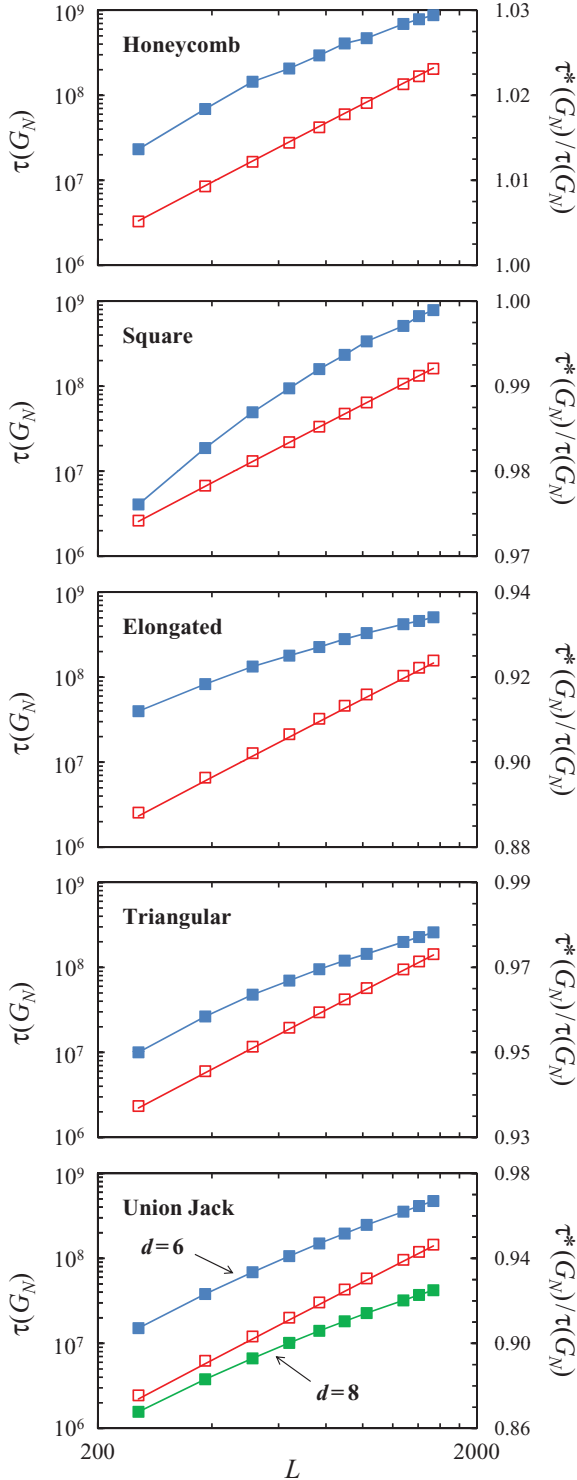 Honeycomb
10⁹
10⁸
10⁷
10⁶
τ(G_N)
1.03
1.02
1.01
1.00
τ*(G_N)/τ(G_N)
Square
10⁹
10⁸
10⁷
10⁶
τ(G_N)
1.00
0.99
0.98
0.97
τ*(G_N)/τ(G_N)
Elongated
10⁹
10⁸
10⁷
10⁶
τ(G_N)
0.94
0.92
0.90
0.88
τ*(G_N)/τ(G_N)
Triangular
10⁹
10⁸
10⁷
10⁶
τ(G_N)
0.99
0.97
0.95
0.93
τ*(G_N)/τ(G_N)
Union Jack
d=6
d=8
10⁹
10⁸
10⁷
10⁶
τ(G_N)
0.98
0.94
0.90
0.86
τ*(G_N)/τ(G_N)
200
L
2000